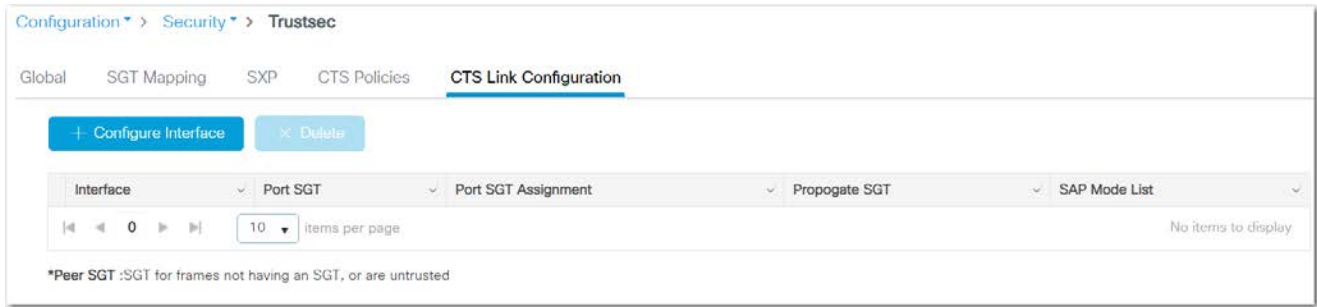 Configuration > Security > Trustsec
Global SGT Mapping SXP CTS Policies CTS Link Configuration
+ Configure Interface × Delete
Interface Port SGT Port SGT Assignment Propogate SGT SAP Mode List
0 10 items per page No items to display
*Peer SGT :SGT for frames not having an SGT, or are untrusted